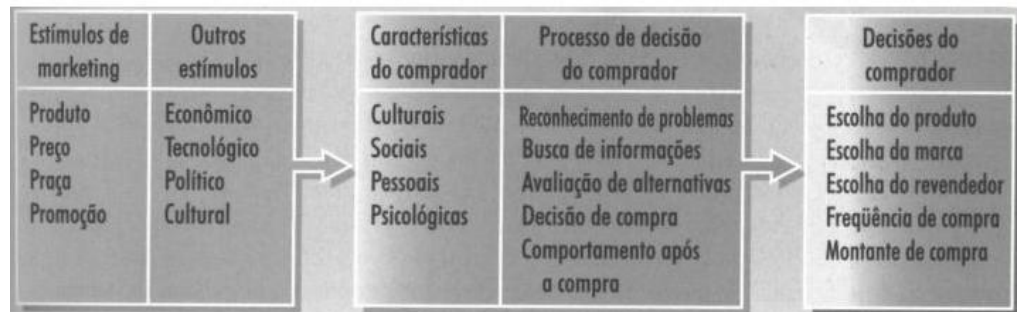 Estímulos de
marketing
Produto
Preço
Praça
Promoção
Outros
estímulos
Econômico
Tecnológico
Político
Cultural
Características
do comprador
Culturais
Sociais
Pessoais
Psicológicas
Processo de decisão
do comprador
Reconhecimento de problemas
Busca de informações
Avaliação de alternativas
Decisão de compra
Comportamento após
a compra
Decisões do
comprador
Escolha do produto
Escolha da marca
Escolha do revendedor
Freqüência de compra
Montante de compra